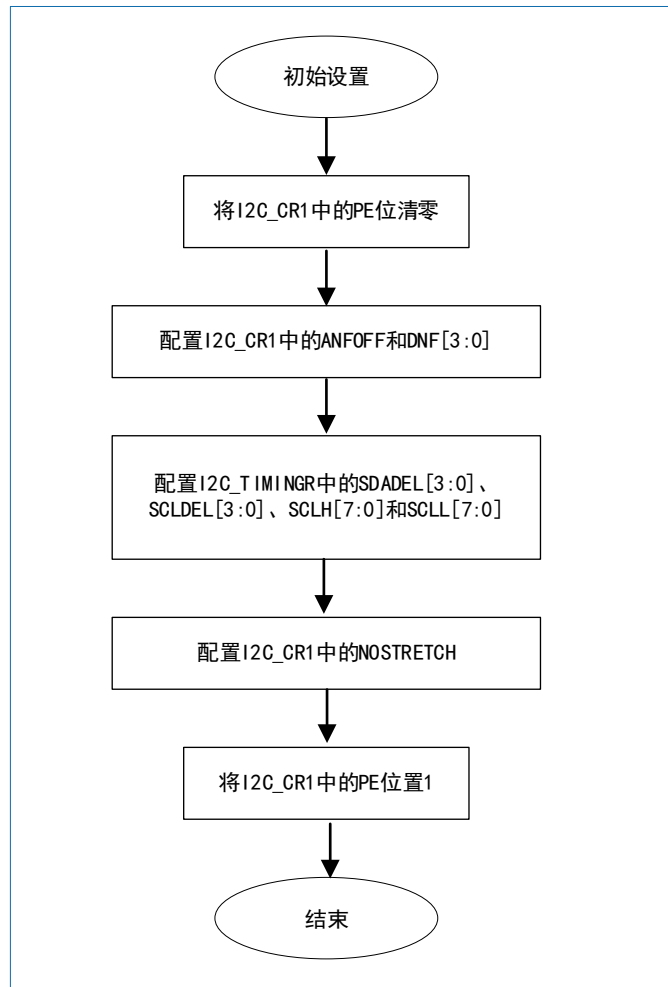 初始设置
将I2C_CR1中的PE位清零
配置I2C_CR1中的ANFOFF和DNF[3:0]
配置I2C_TIMINGR中的SDADEL[3:0]、
SCLDEL[3:0]、SCLH[7:0]和SCLL[7:0]
配置I2C_CR1中的NOSTRETCH
将I2C_CR1中的PE位置1
结束